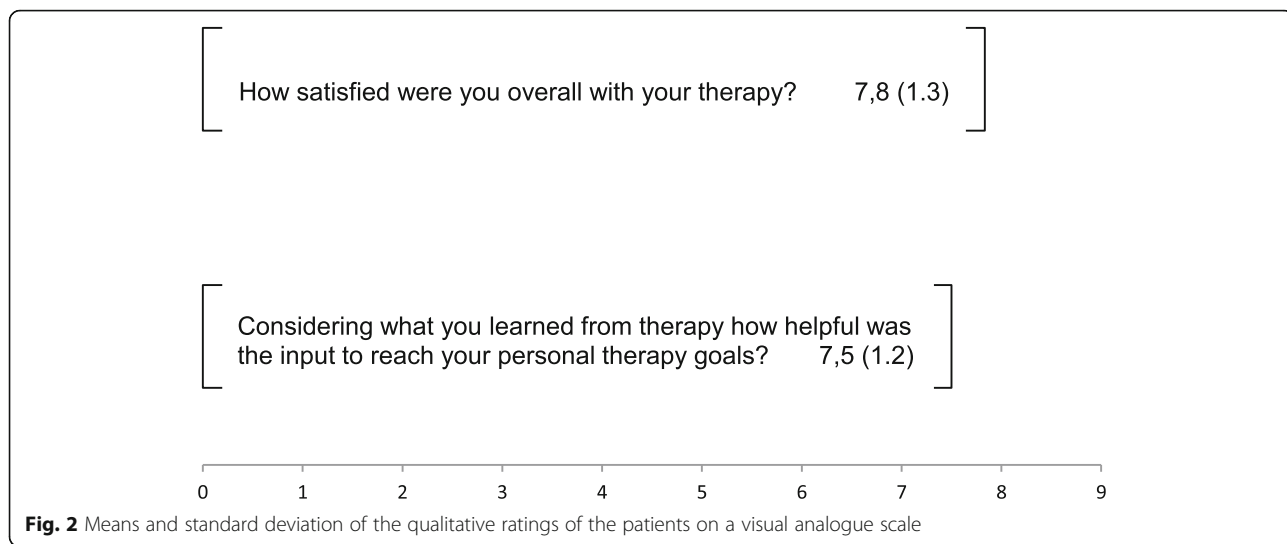 How satisfied were you overall with your therapy? 7,8 (1.3)
Considering what you learned from therapy how helpful was
the input to reach your personal therapy goals? 7,5 (1.2)
0 1 2 3 4 5 6 7 8 9
Fig. 2 Means and standard deviation of the qualitative ratings of the patients on a visual analogue scale